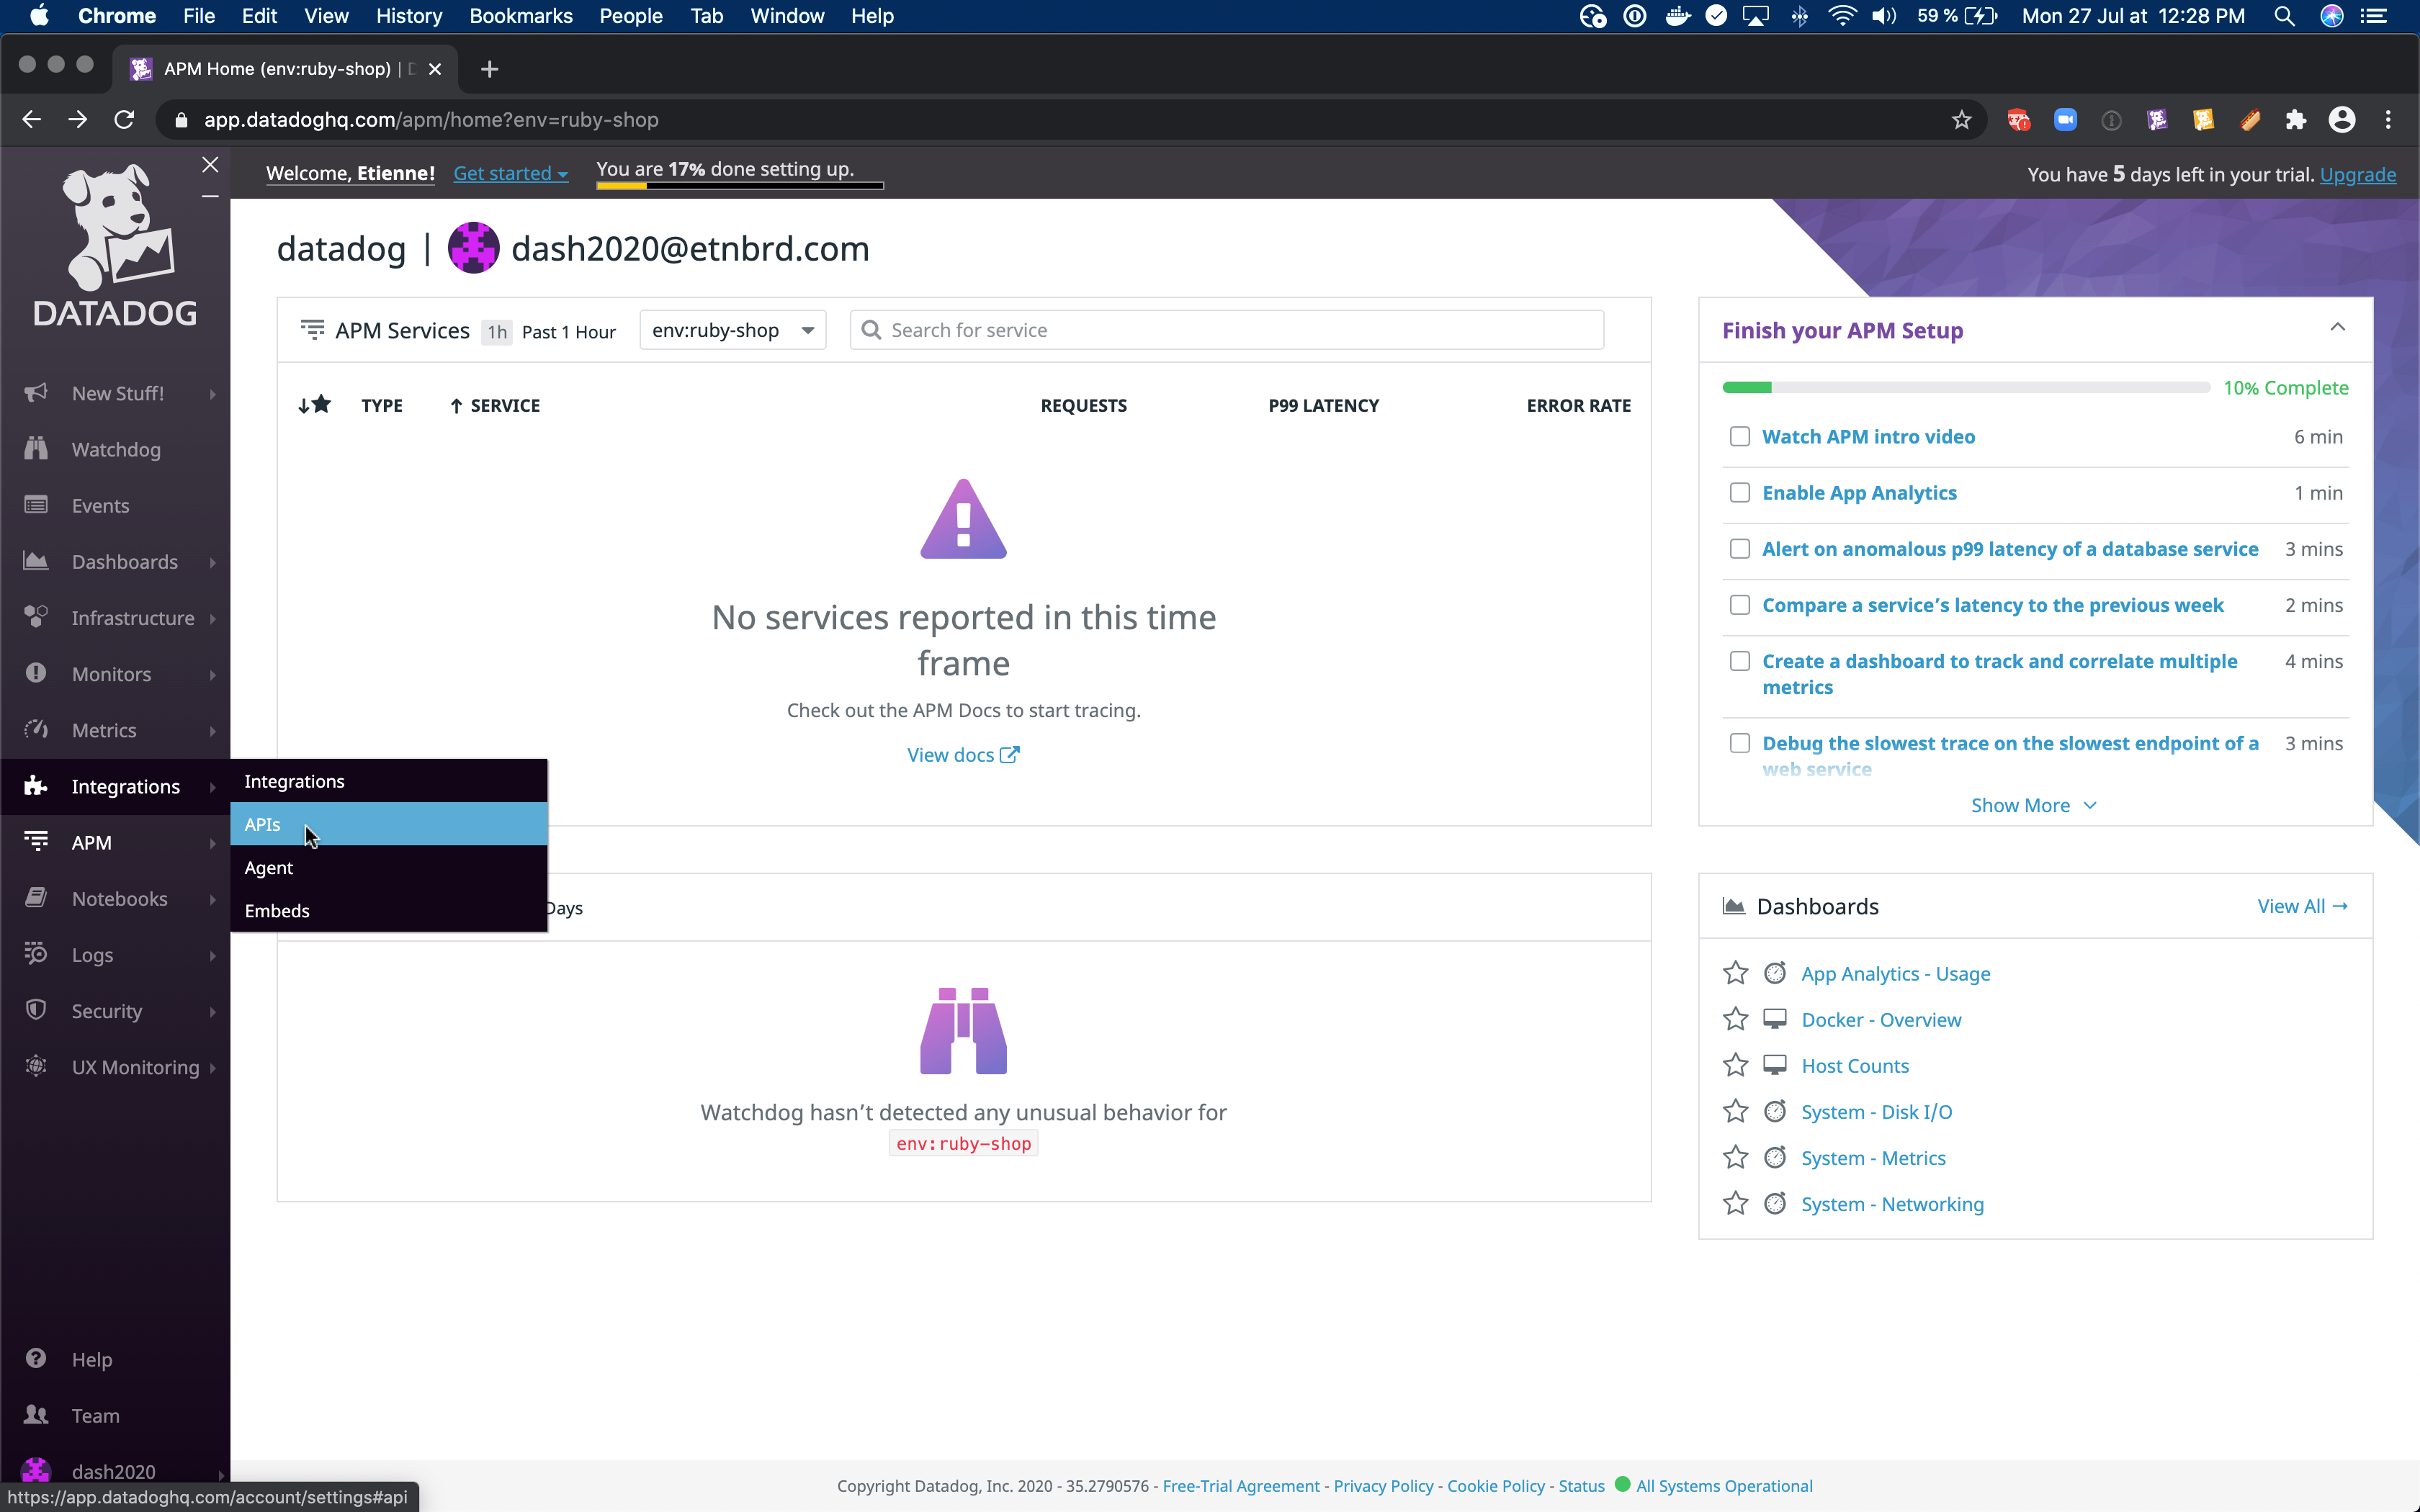 Chrome File Edit View History Bookmarks People Tab Window Help 59 % Mon 27 Jul at 12:28 PM
APM Home (env:ruby-shop) |
app.datadoghq.com/apm/home?env=ruby-shop
Welcome, Etienne! Get started You are 17% done setting up. You have 5 days left in your trial. Upgrade
DATADOG
New Stuff!
Watchdog
Events
Dashboards
Infrastructure
Monitors
Metrics
Integrations
APM
Notebooks
Logs
Security
UX Monitoring
Help
Team
dash2020
Integrations
APIs
Agent
Embeds
datadog | dash2020@etnbrd.com
APM Services 1h Past 1 Hour env:ruby-shop Search for service
TYPE SERVICE REQUESTS P99 LATENCY ERROR RATE
No services reported in this time
frame
Check out the APM Docs to start tracing.
View docs
Days
Watchdog hasn’t detected any unusual behavior for
env:ruby-shop
Finish your APM Setup
10% Complete
Watch APM intro video 6 min
Enable App Analytics 1 min
Alert on anomalous p99 latency of a database service 3 mins
Compare a service’s latency to the previous week 2 mins
Create a dashboard to track and correlate multiple 4 mins
metrics
Debug the slowest trace on the slowest endpoint of a 3 mins
web service
Show More
Dashboards View All →
App Analytics - Usage
Docker - Overview
Host Counts
System - Disk I/O
System - Metrics
System - Networking
Copyright Datadog, Inc. 2020 - 35.2790576 - Free-Trial Agreement - Privacy Policy - Cookie Policy - Status All Systems Operational
https://app.datadoghq.com/account/settings#api